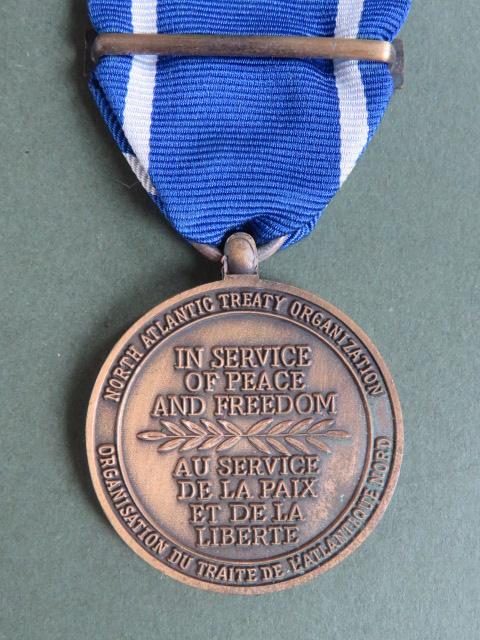 NORTH ATLANTIC TREATY ORGANIZATION
IN SERVICE
OF PEACE
AND FREEDOM
AU SERVICE
DE LA PAIX
ET DE LA
LIBERTE
ORGANISATION DU TRAITE DE L'ATLANTIQUE NORD